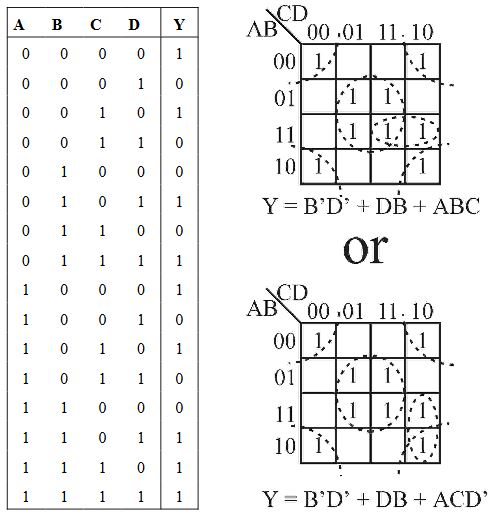 A B C D Y
0 0 0 0 1
0 0 0 1 0
0 0 1 0 1
0 0 1 1 0
0 1 0 0 0
0 1 0 1 1
0 1 1 0 0
0 1 1 1 1
1 0 0 0 1
1 0 0 1 0
1 0 1 0 1
1 0 1 1 0
1 1 0 0 0
1 1 0 1 1
1 1 1 0 1
1 1 1 1 1
CD
AB 00 01 11 10
00 1 1
01 1 1
11 1 1 1
10 1 1
Y = B’D’ + DB + ABC
or
CD
AB 00 01 11 10
00 1 1
01 1 1
11 1 1 1
10 1 1
Y = B’D’ + DB + ACD’